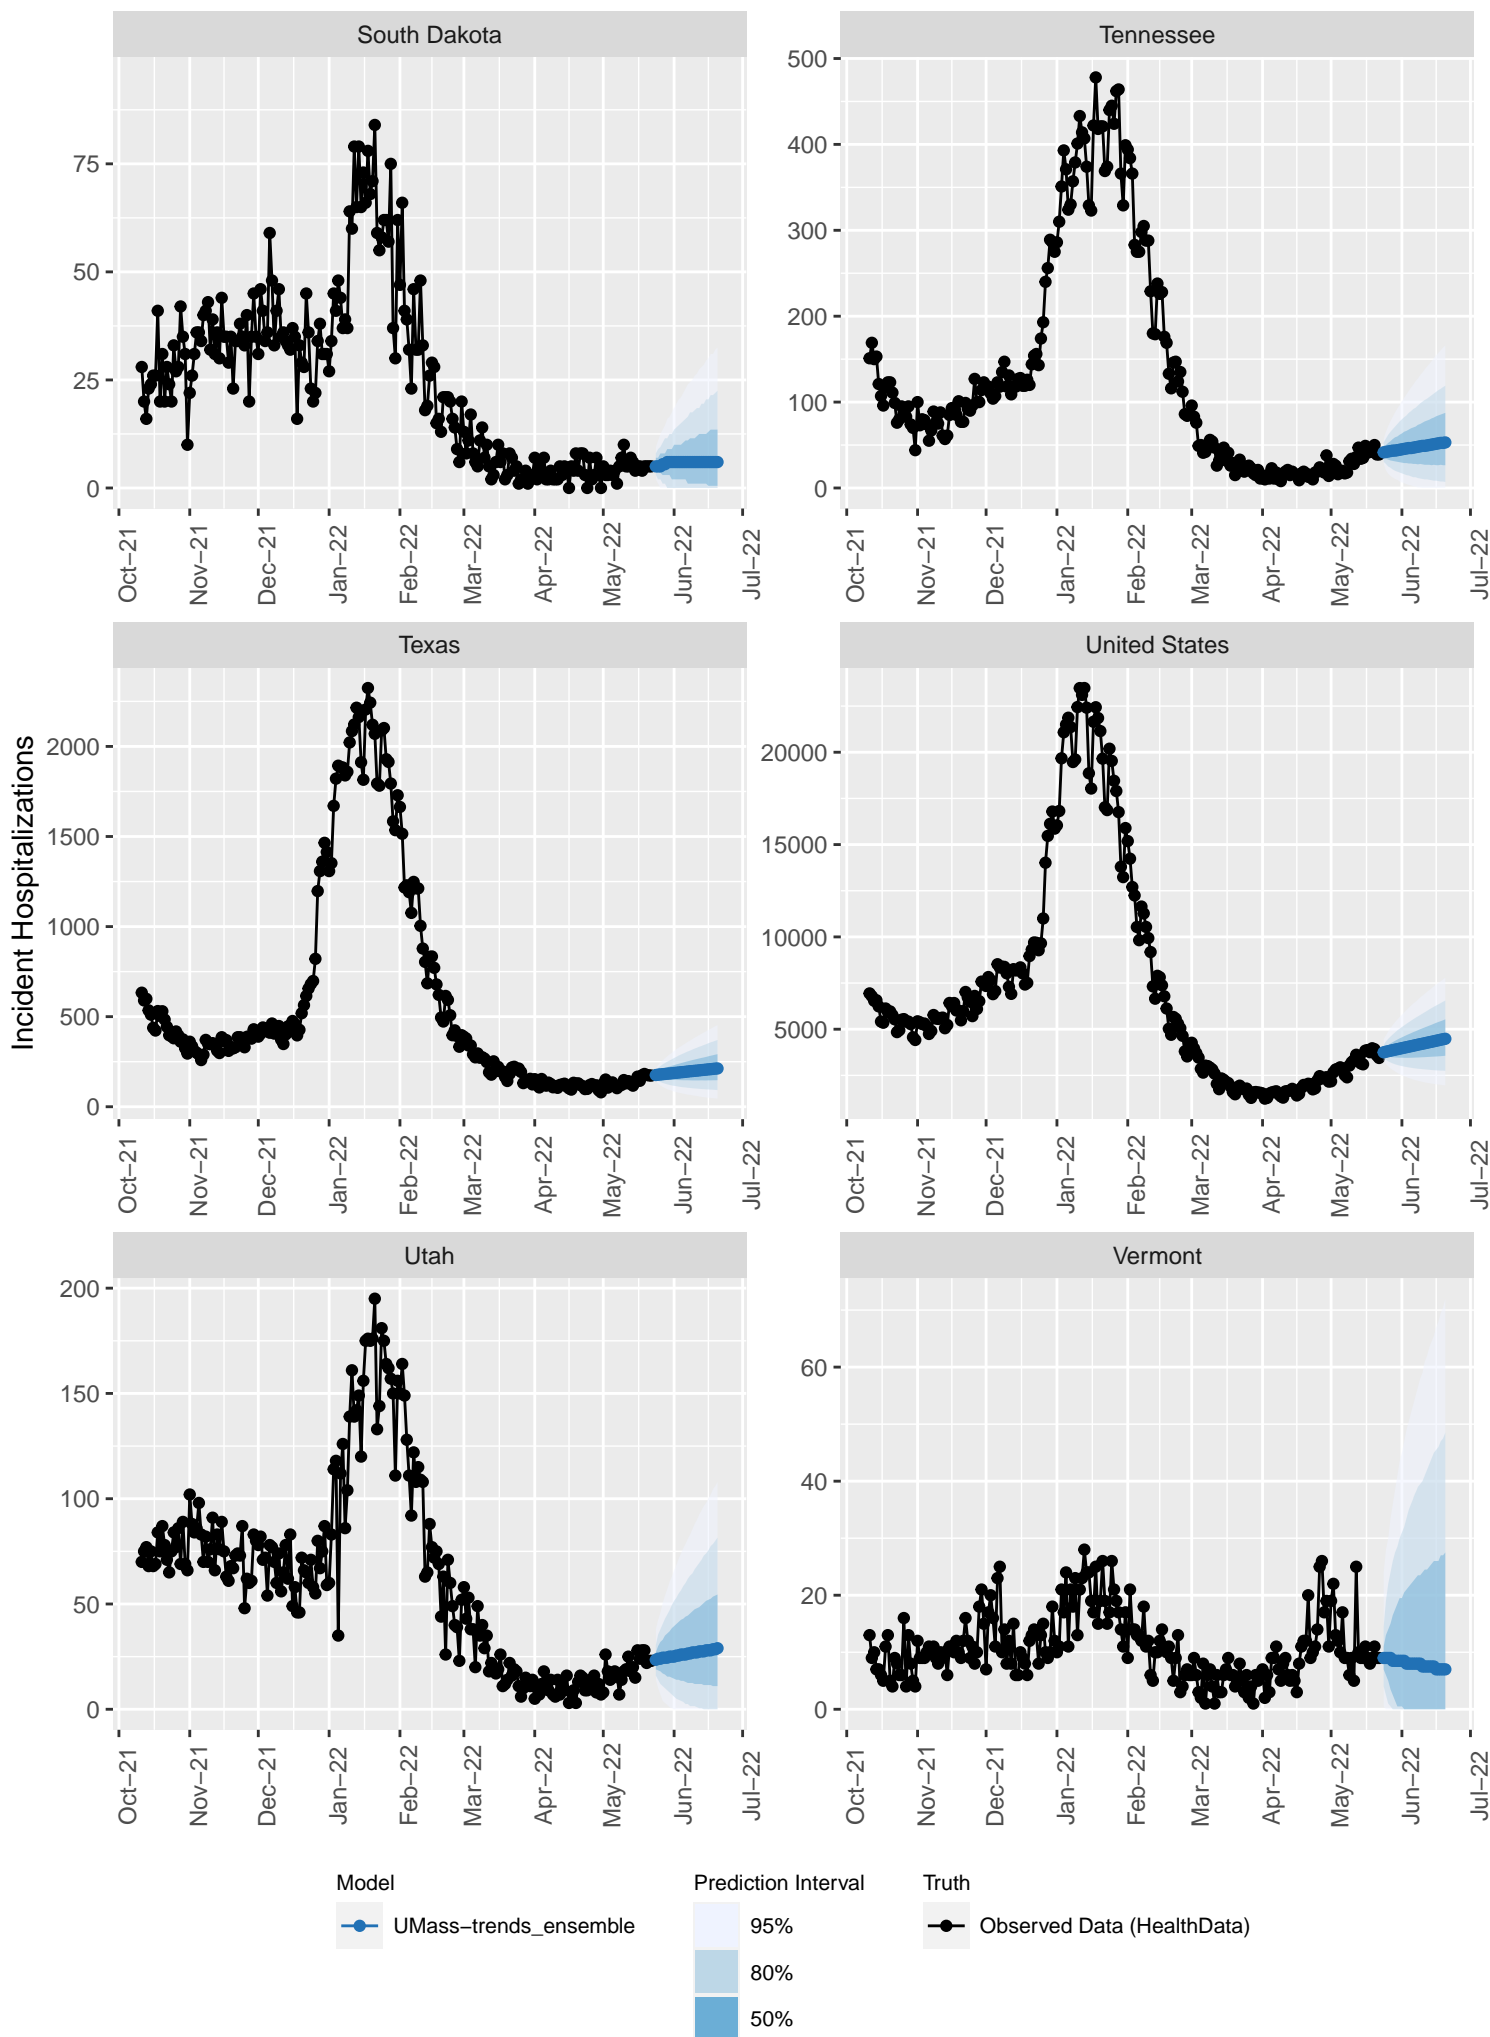 South Dakota
Tennessee
75
50
25
0
500
400
300
200
100
0
Oct−21
Nov−21
Dec−21
Jan−22
Feb−22
Mar−22
Apr−22
May−22
Jun−22
Jul−22
Oct−21
Nov−21
Dec−21
Jan−22
Feb−22
Mar−22
Apr−22
May−22
Jun−22
Jul−22
Incident Hospitalizations
Texas
United States
2000
1500
1000
500
0
20000
15000
10000
5000
Oct−21
Nov−21
Dec−21
Jan−22
Feb−22
Mar−22
Apr−22
May−22
Jun−22
Jul−22
Oct−21
Nov−21
Dec−21
Jan−22
Feb−22
Mar−22
Apr−22
May−22
Jun−22
Jul−22
Utah
Vermont
200
150
100
50
0
60
40
20
0
Oct−21
Nov−21
Dec−21
Jan−22
Feb−22
Mar−22
Apr−22
May−22
Jun−22
Jul−22
Oct−21
Nov−21
Dec−21
Jan−22
Feb−22
Mar−22
Apr−22
May−22
Jun−22
Jul−22
Model
UMass−trends_ensemble
Prediction Interval
95%
80%
50%
Truth
Observed Data (HealthData)